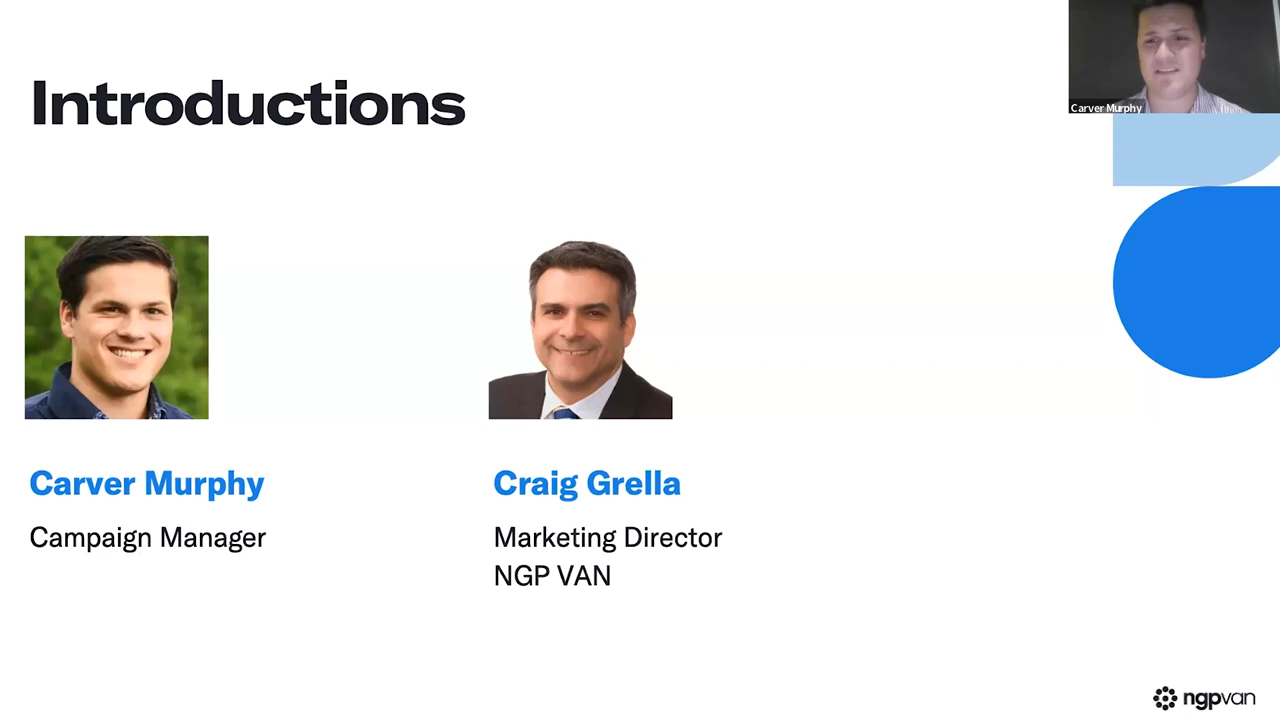 Introductions
Carver Murphy
Carver Murphy
Campaign Manager
Craig Grella
Marketing Director
NGP VAN
ngpvan